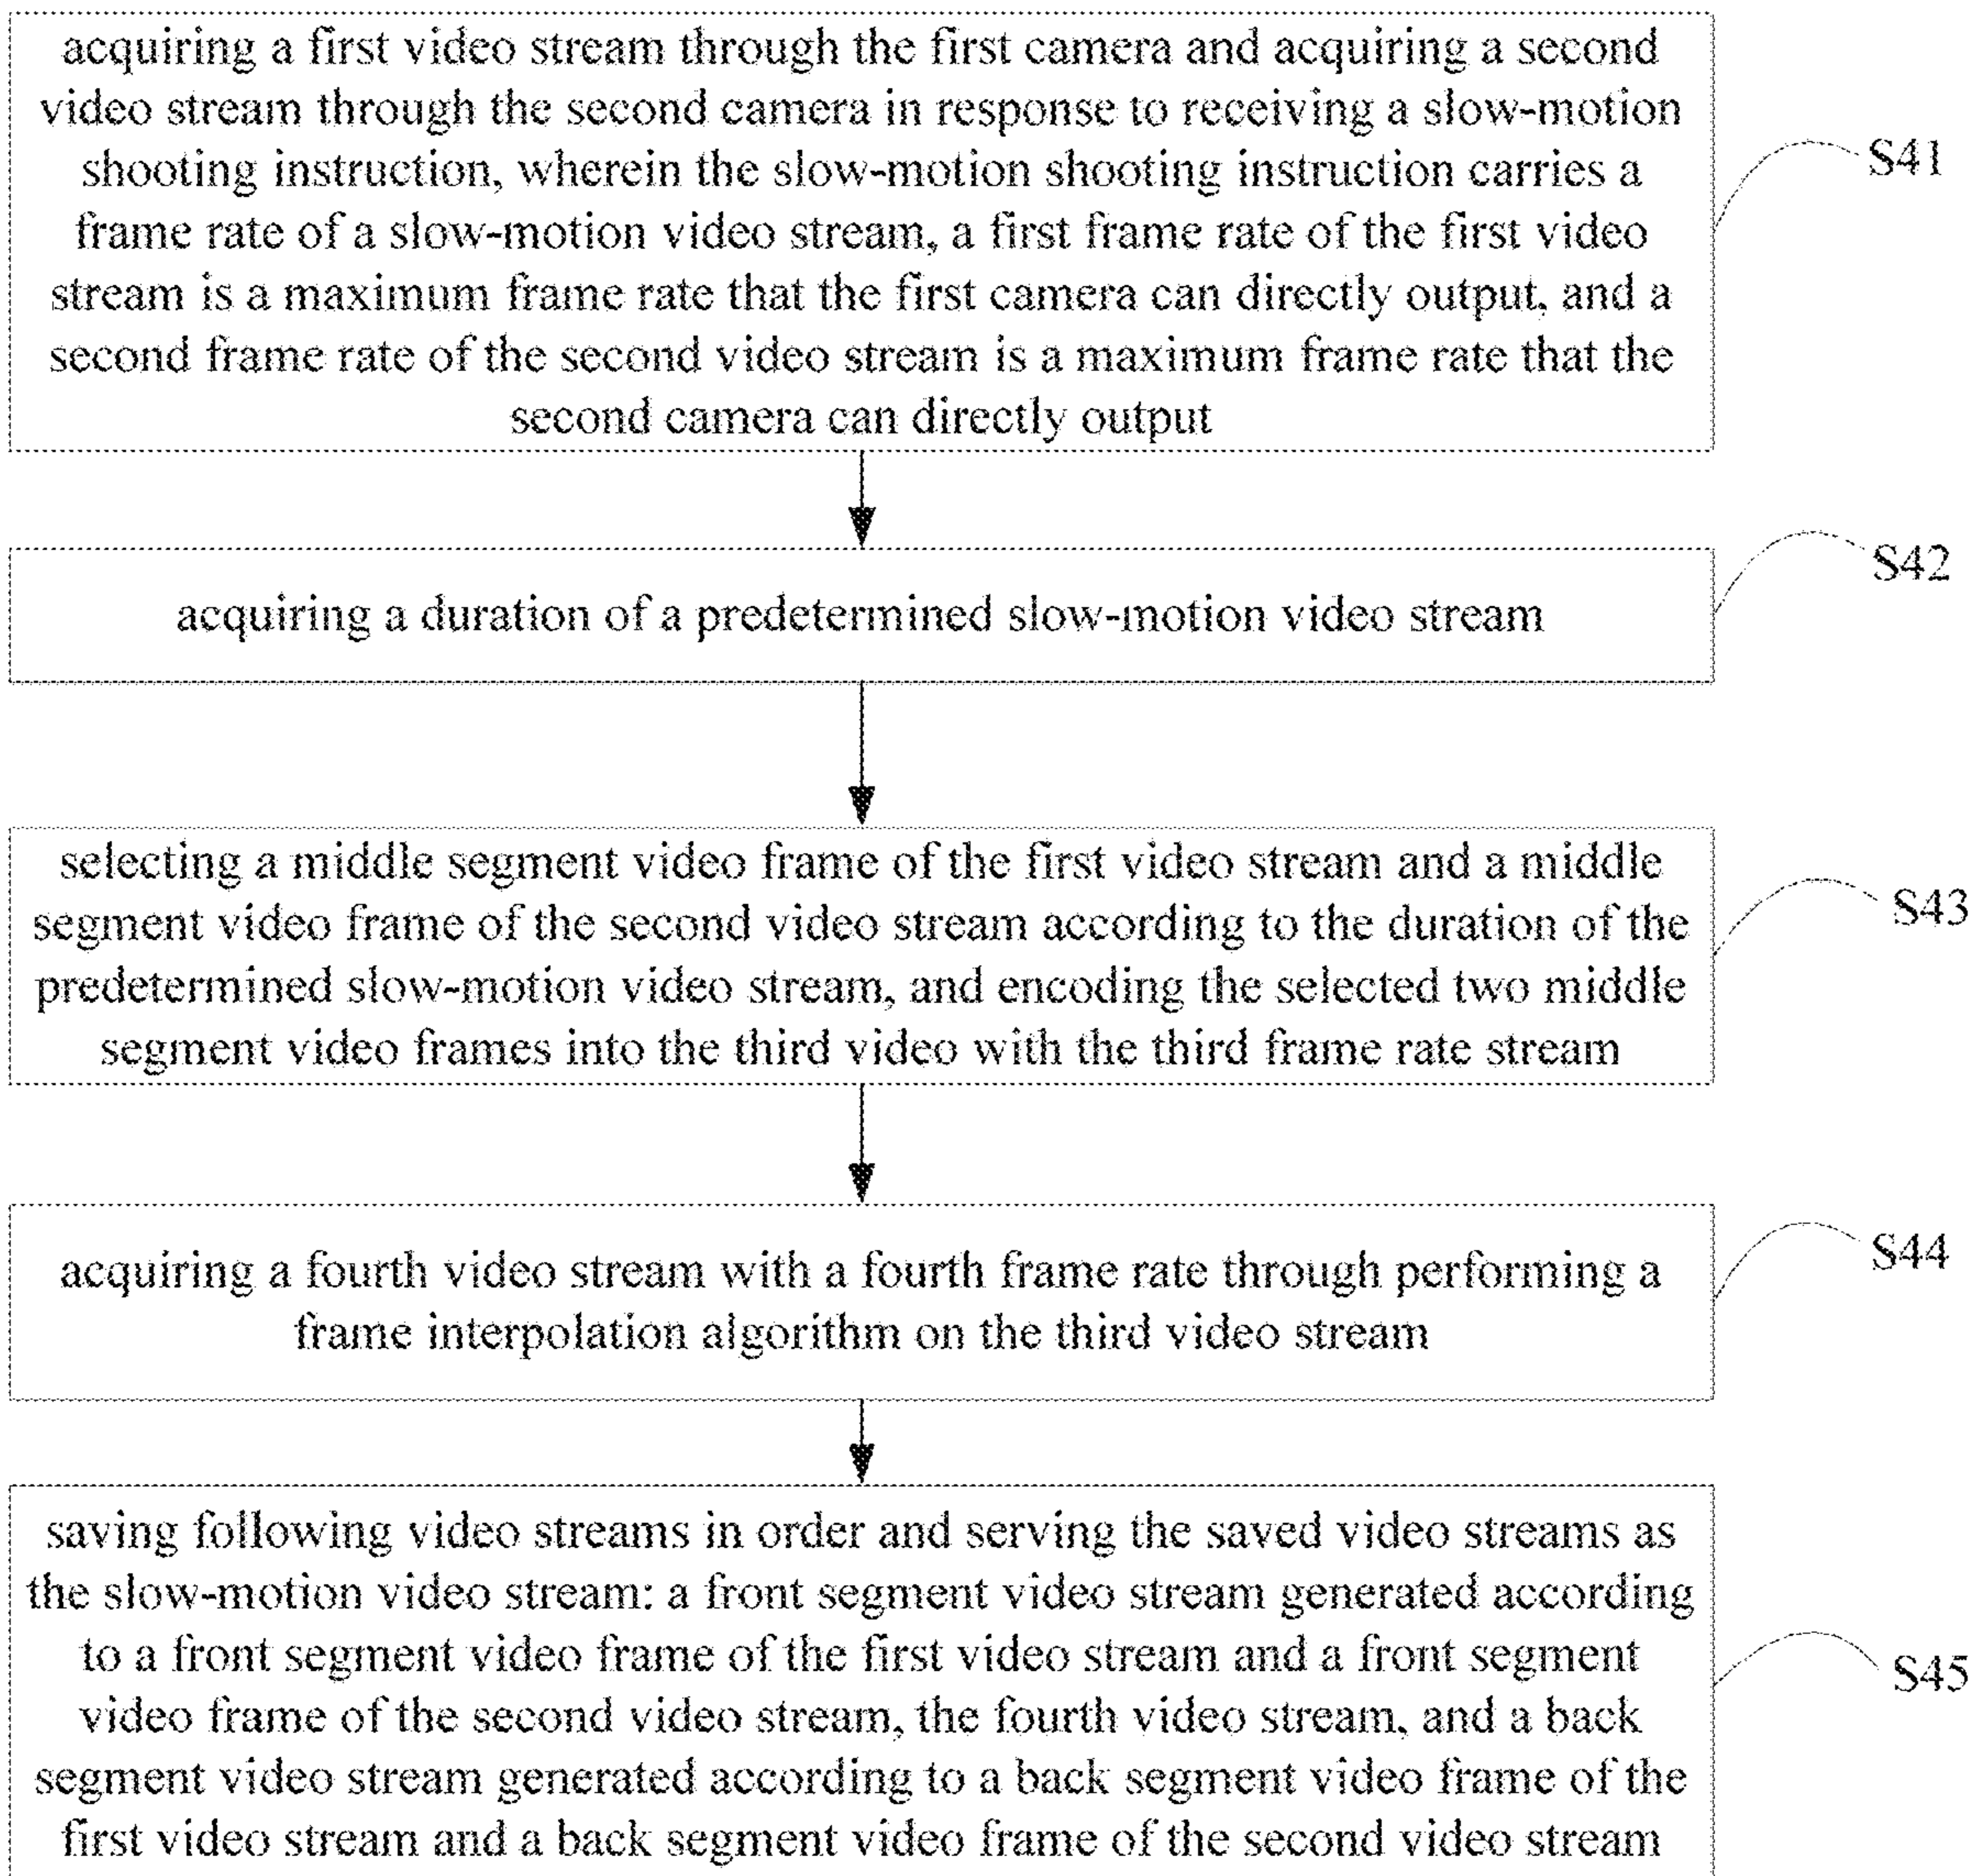 acquiring a first video stream through the first camera and acquiring a second
video stream through the second camera in response to receiving a slow-motion
shooting instruction, wherein the slow-motion shooting instruction carries a
frame rate of a slow-motion video stream, a first frame rate of the first video
stream is a maximum frame rate that the first camera can directly output, and a
second frame rate of the second video stream is a maximum frame rate that the
second camera can directly output
S41
acquiring a duration of a predetermined slow-motion video stream
S42
selecting a middle segment video frame of the first video stream and a middle
segment video frame of the second video stream according to the duration of the
predetermined slow-motion video stream, and encoding the selected two middle
segment video frames into the third video with the third frame rate stream
S43
acquiring a fourth video stream with a fourth frame rate through performing a
frame interpolation algorithm on the third video stream
S44
saving following video streams in order and serving the saved video streams as
the slow-motion video stream: a front segment video stream generated according
to a front segment video frame of the first video stream and a front segment
video frame of the second video stream, the fourth video stream, and a back
segment video stream generated according to a back segment video frame of the
first video stream and a back segment video frame of the second video stream
S45